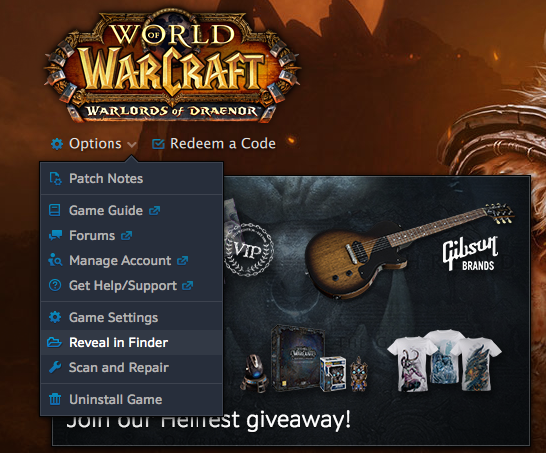 WORLD
OF
WARCRAFT
WARLORDS OF DRAENOR
Options
Redeem a Code
Patch Notes
Game Guide
Forums
Manage Account
Get Help/Support
Game Settings
Reveal in Finder
Scan and Repair
Uninstall Game
VIP
Gibson
BRANDS
WARCRAFT
Join our Hellfest giveaway!